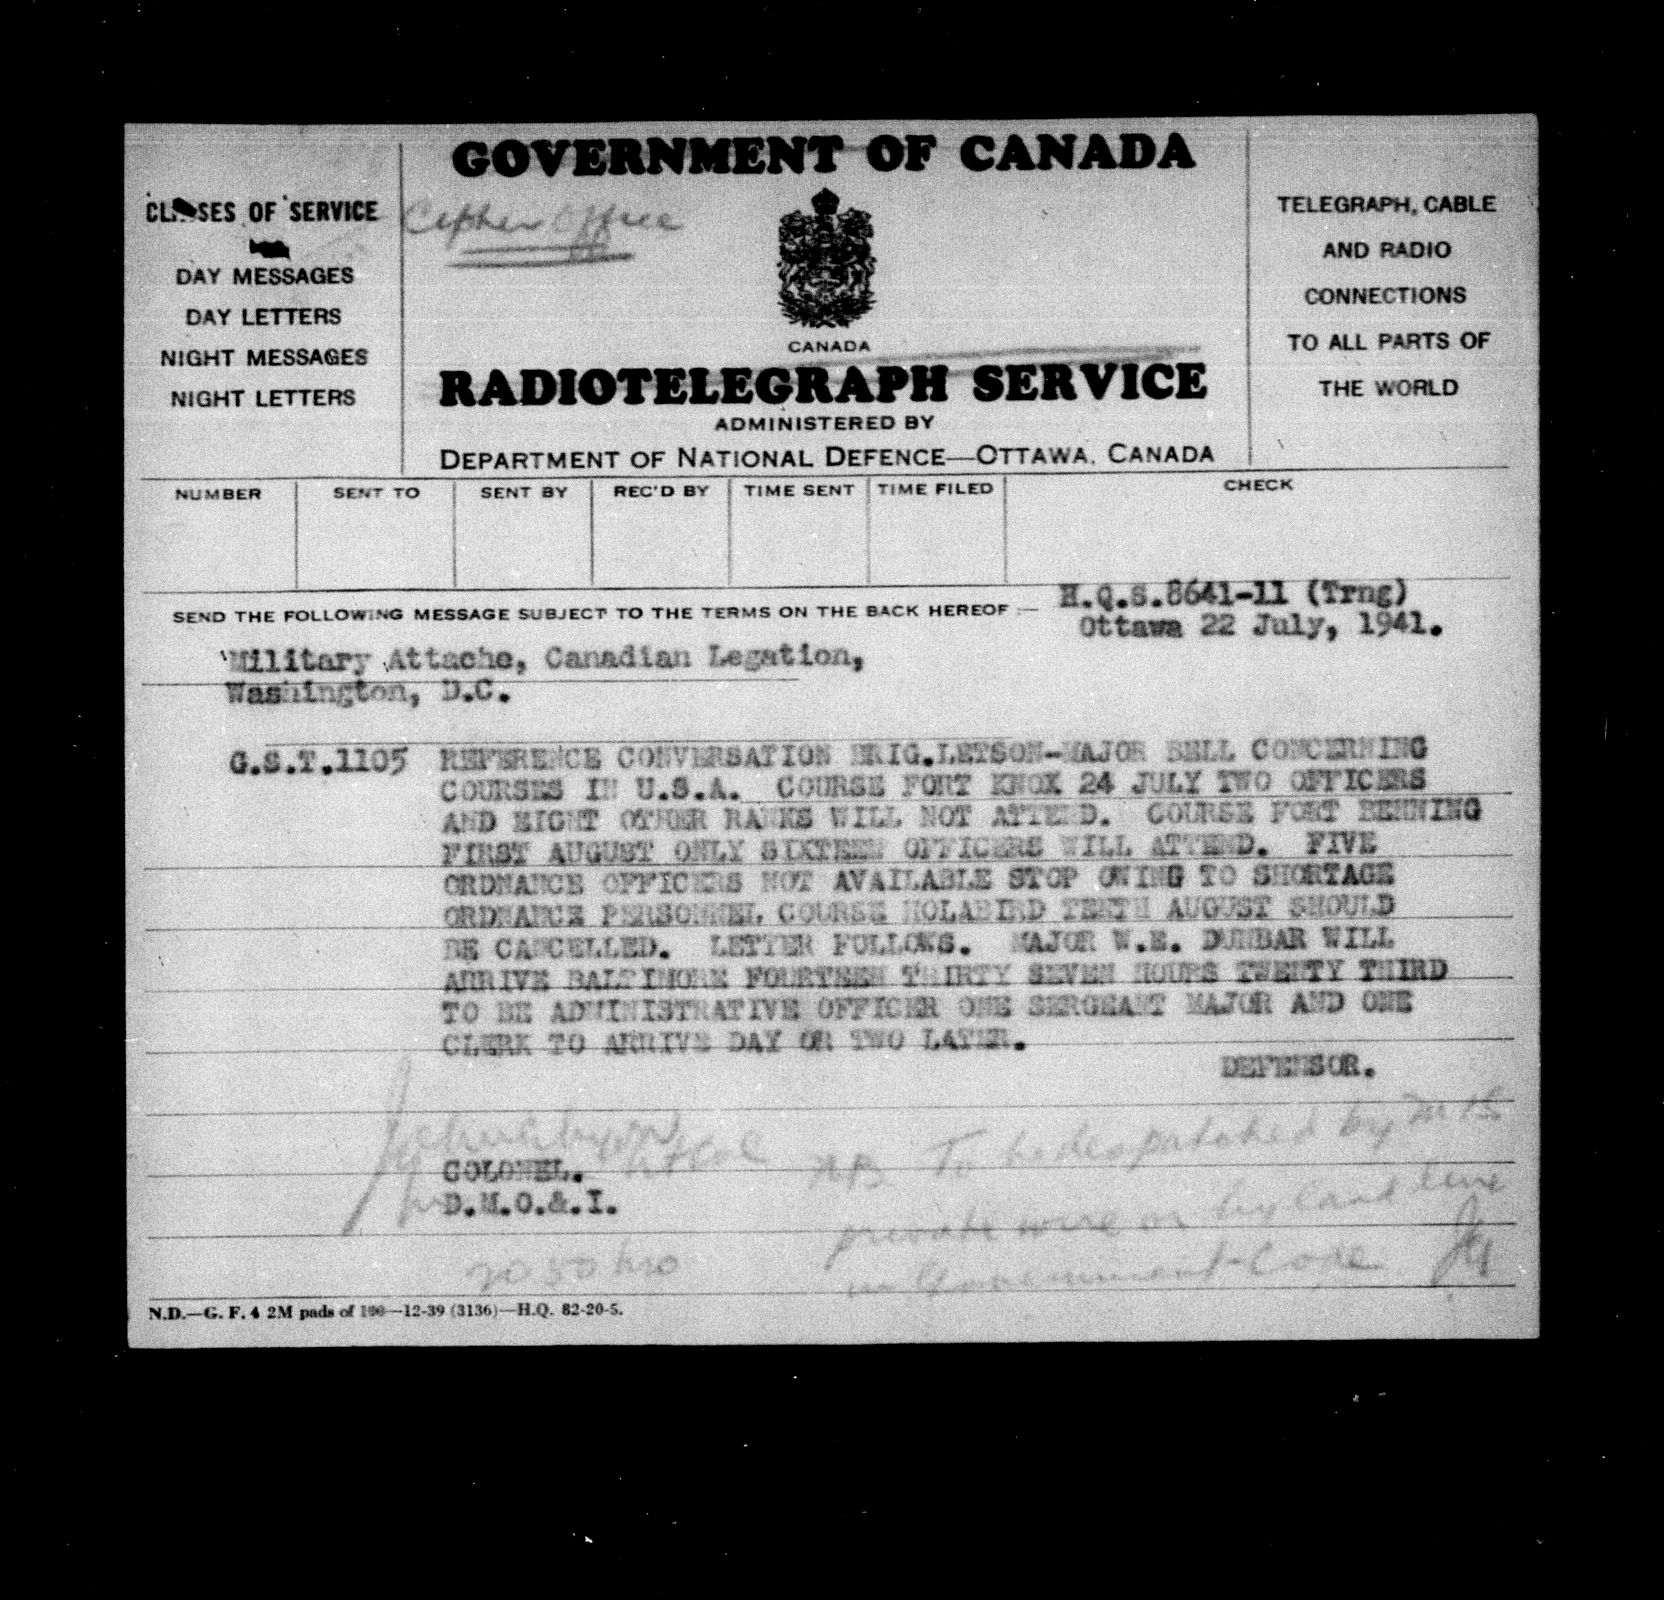 GOVERNMENT OF CANADA
CLASSES OF SERVICE
DAY MESSAGES
DAY LETTERS
NIGHT MESSAGES
NIGHT LETTERS
Cipher Office
CANADA
RADIOTELEGRAPH SERVICE
ADMINISTERED BY
DEPARTMENT OF NATIONAL DEFENCE—OTTAWA, CANADA
TELEGRAPH, CABLE
AND RADIO
CONNECTIONS
TO ALL PARTS OF
THE WORLD
NUMBER SENT TO SENT BY REC'D BY TIME SENT TIME FILED CHECK
SEND THE FOLLOWING MESSAGE SUBJECT TO THE TERMS ON THE BACK HEREOF:—
H.Q.S.8641-11 (Trng)
Ottawa 22 July, 1941.
Military Attache, Canadian Legation,
Washington, D.C.
G.S.T.1105 REFERENCE CONVERSATION BRIG.LETSON-MAJOR BELL CONCERNING
COURSES IN U.S.A. COURSE FORT KNOX 24 JULY TWO OFFICERS
AND EIGHT OTHER RANKS WILL NOT ATTEND. COURSE FORT BENNING
FIRST AUGUST ONLY SIXTEEN OFFICERS WILL ATTEND. FIVE
ORDNANCE OFFICERS NOT AVAILABLE STOP OWING TO SHORTAGE
ORDNANCE PERSONNEL COURSE HOLABIRD TENTH AUGUST SHOULD
BE CANCELLED. LETTER FOLLOWS. MAJOR W.E. DUNBAR WILL
ARRIVE BALTIMORE FOURTEEN THIRTY SEVEN HOURS TWENTY THIRD
TO BE ADMINISTRATIVE OFFICER ONE SERGEANT MAJOR AND ONE
CLERK TO ARRIVE DAY OR TWO LATER.
DEFENSOR.
Lt Col
COLONEL.
D.M.O.&.I.
2050 hrs
NB To be despatched by
private wire or by land line
in Government Code
N.D.—G. F. 4 2M pads of 100—12-39 (3136)—H.Q. 82-20-5.